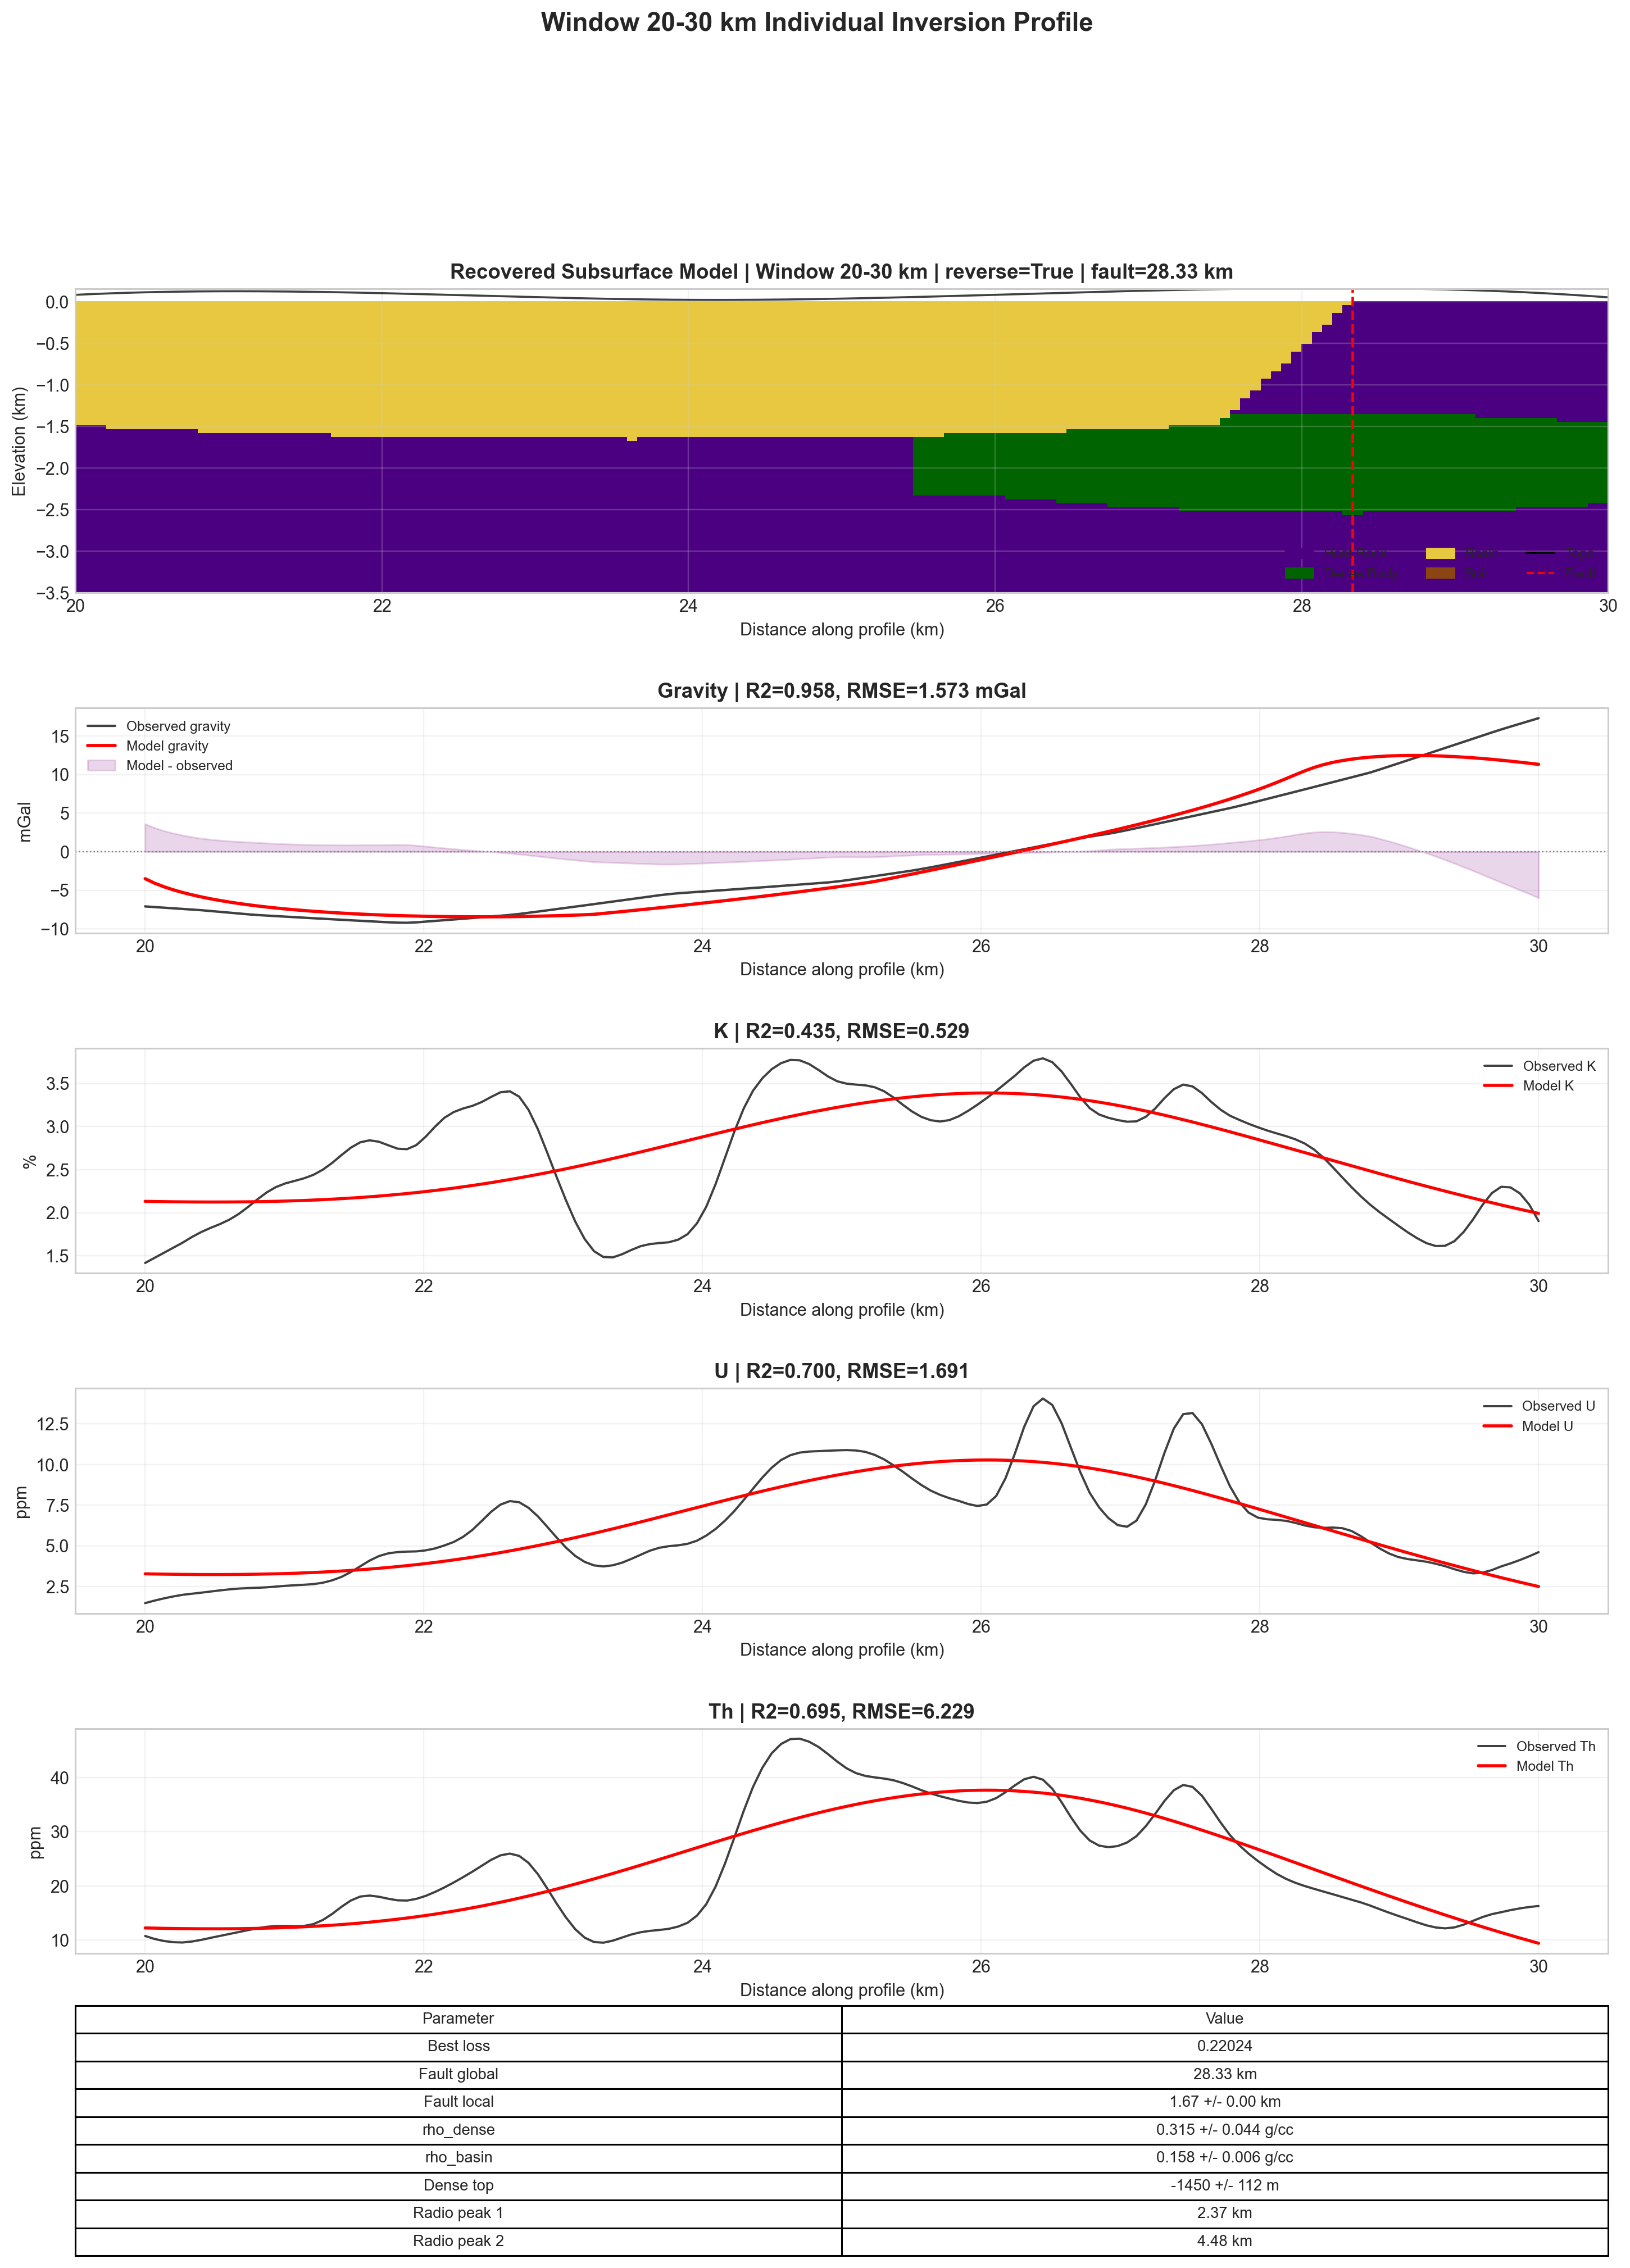 Window 20-30 km Individual Inversion Profile
Recovered Subsurface Model | Window 20-30 km | reverse=True | fault=28.33 km
Elevation (km)
0.0
−0.5
−1.0
−1.5
−2.0
−2.5
−3.0
−3.5
20 22 24 26 28 30
Distance along profile (km)
Gravity | R2=0.958, RMSE=1.573 mGal
Observed gravity
Model gravity
Model - observed
mGal
15
10
5
0
−5
−10
20 22 24 26 28 30
Distance along profile (km)
K | R2=0.435, RMSE=0.529
Observed K
Model K
%
3.5
3.0
2.5
2.0
1.5
20 22 24 26 28 30
Distance along profile (km)
U | R2=0.700, RMSE=1.691
Observed U
Model U
ppm
12.5
10.0
7.5
5.0
2.5
20 22 24 26 28 30
Distance along profile (km)
Th | R2=0.695, RMSE=6.229
Observed Th
Model Th
ppm
40
30
20
10
20 22 24 26 28 30
Distance along profile (km)
Parameter Value
Best loss 0.22024
Fault global 28.33 km
Fault local 1.67 +/- 0.00 km
rho_dense 0.315 +/- 0.044 g/cc
rho_basin 0.158 +/- 0.006 g/cc
Dense top -1450 +/- 112 m
Radio peak 1 2.37 km
Radio peak 2 4.48 km